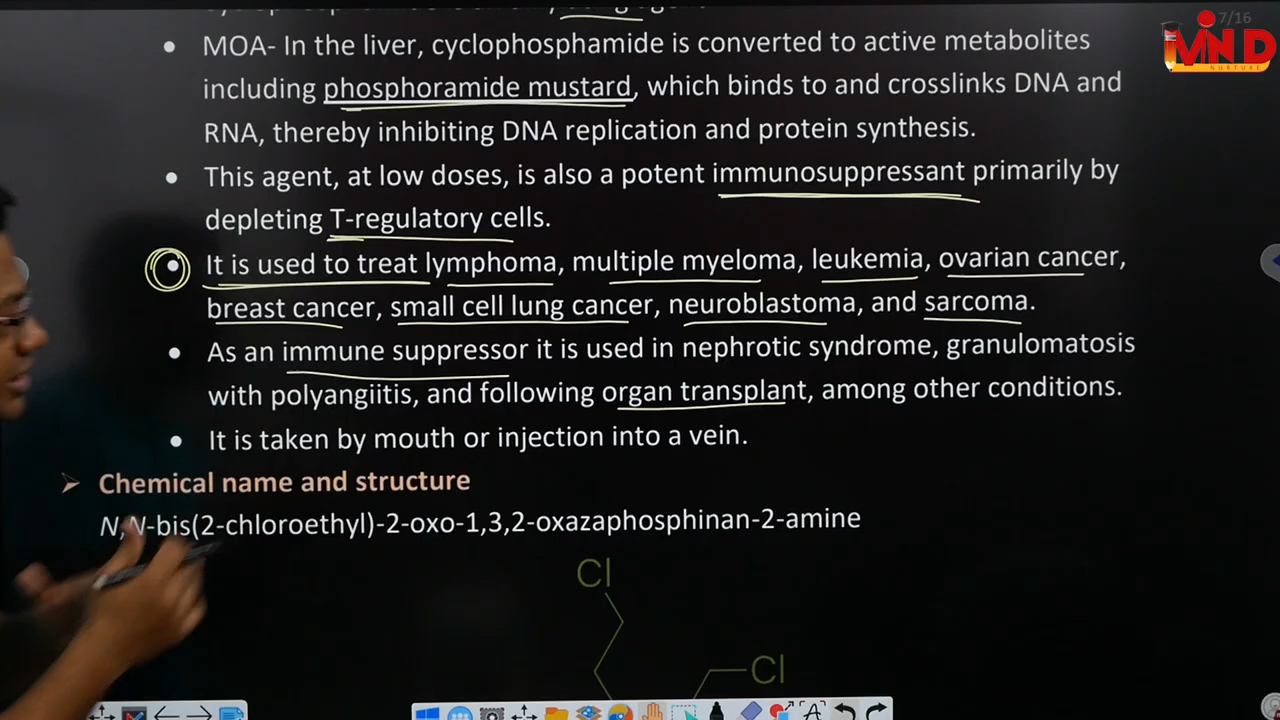 7/16
MND
NURTURE
MOA- In the liver, cyclophosphamide is converted to active metabolites
including phosphoramide mustard, which binds to and crosslinks DNA and
RNA, thereby inhibiting DNA replication and protein synthesis.
This agent, at low doses, is also a potent immunosuppressant primarily by
depleting T-regulatory cells.
It is used to treat lymphoma, multiple myeloma, leukemia, ovarian cancer,
breast cancer, small cell lung cancer, neuroblastoma, and sarcoma.
As an immune suppressor it is used in nephrotic syndrome, granulomatosis
with polyangiitis, and following organ transplant, among other conditions.
It is taken by mouth or injection into a vein.
Chemical name and structure
N,N-bis(2-chloroethyl)-2-oxo-1,3,2-oxazaphosphinan-2-amine
Cl
Cl